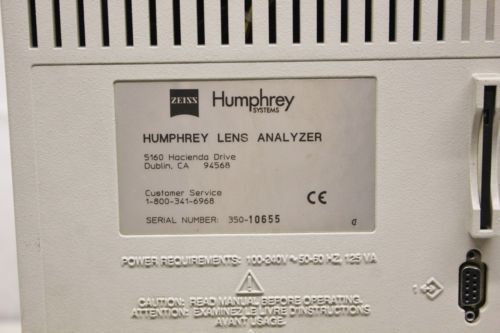 ZEISS Humphrey
SYSTEMS
HUMPHREY LENS ANALYZER
5160 Hacienda Drive
Dublin, CA 94568
Customer Service
1-800-341-6968
CE
SERIAL NUMBER: 350-10655
POWER REQUIREMENTS: 100-240V ~ 50-60 HZ, 125 VA
CAUTION: READ MANUAL BEFORE OPERATING.
ATTENTION: EXAMINEZ LE LIVRE D'INSTRUCTIONS
AVANT USAGE.